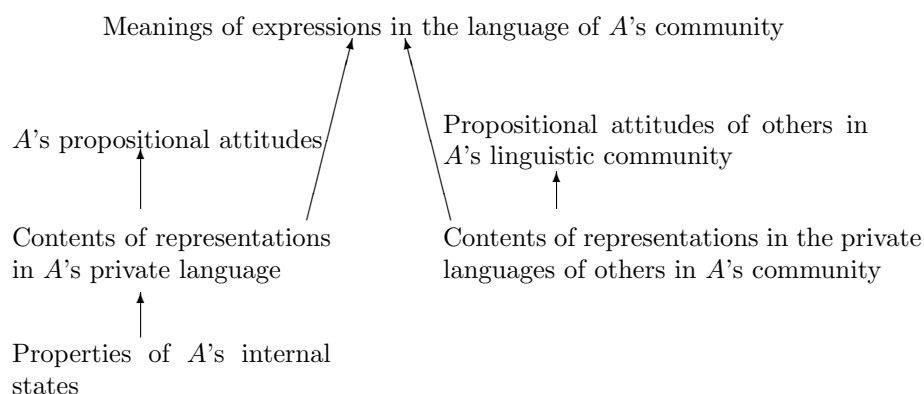 Meanings of expressions in the language of A's community
A's propositional attitudes
Propositional attitudes of others in
A's linguistic community
Contents of representations
in A's private language
Contents of representations in the private
languages of others in A's community
Properties of A's internal
states